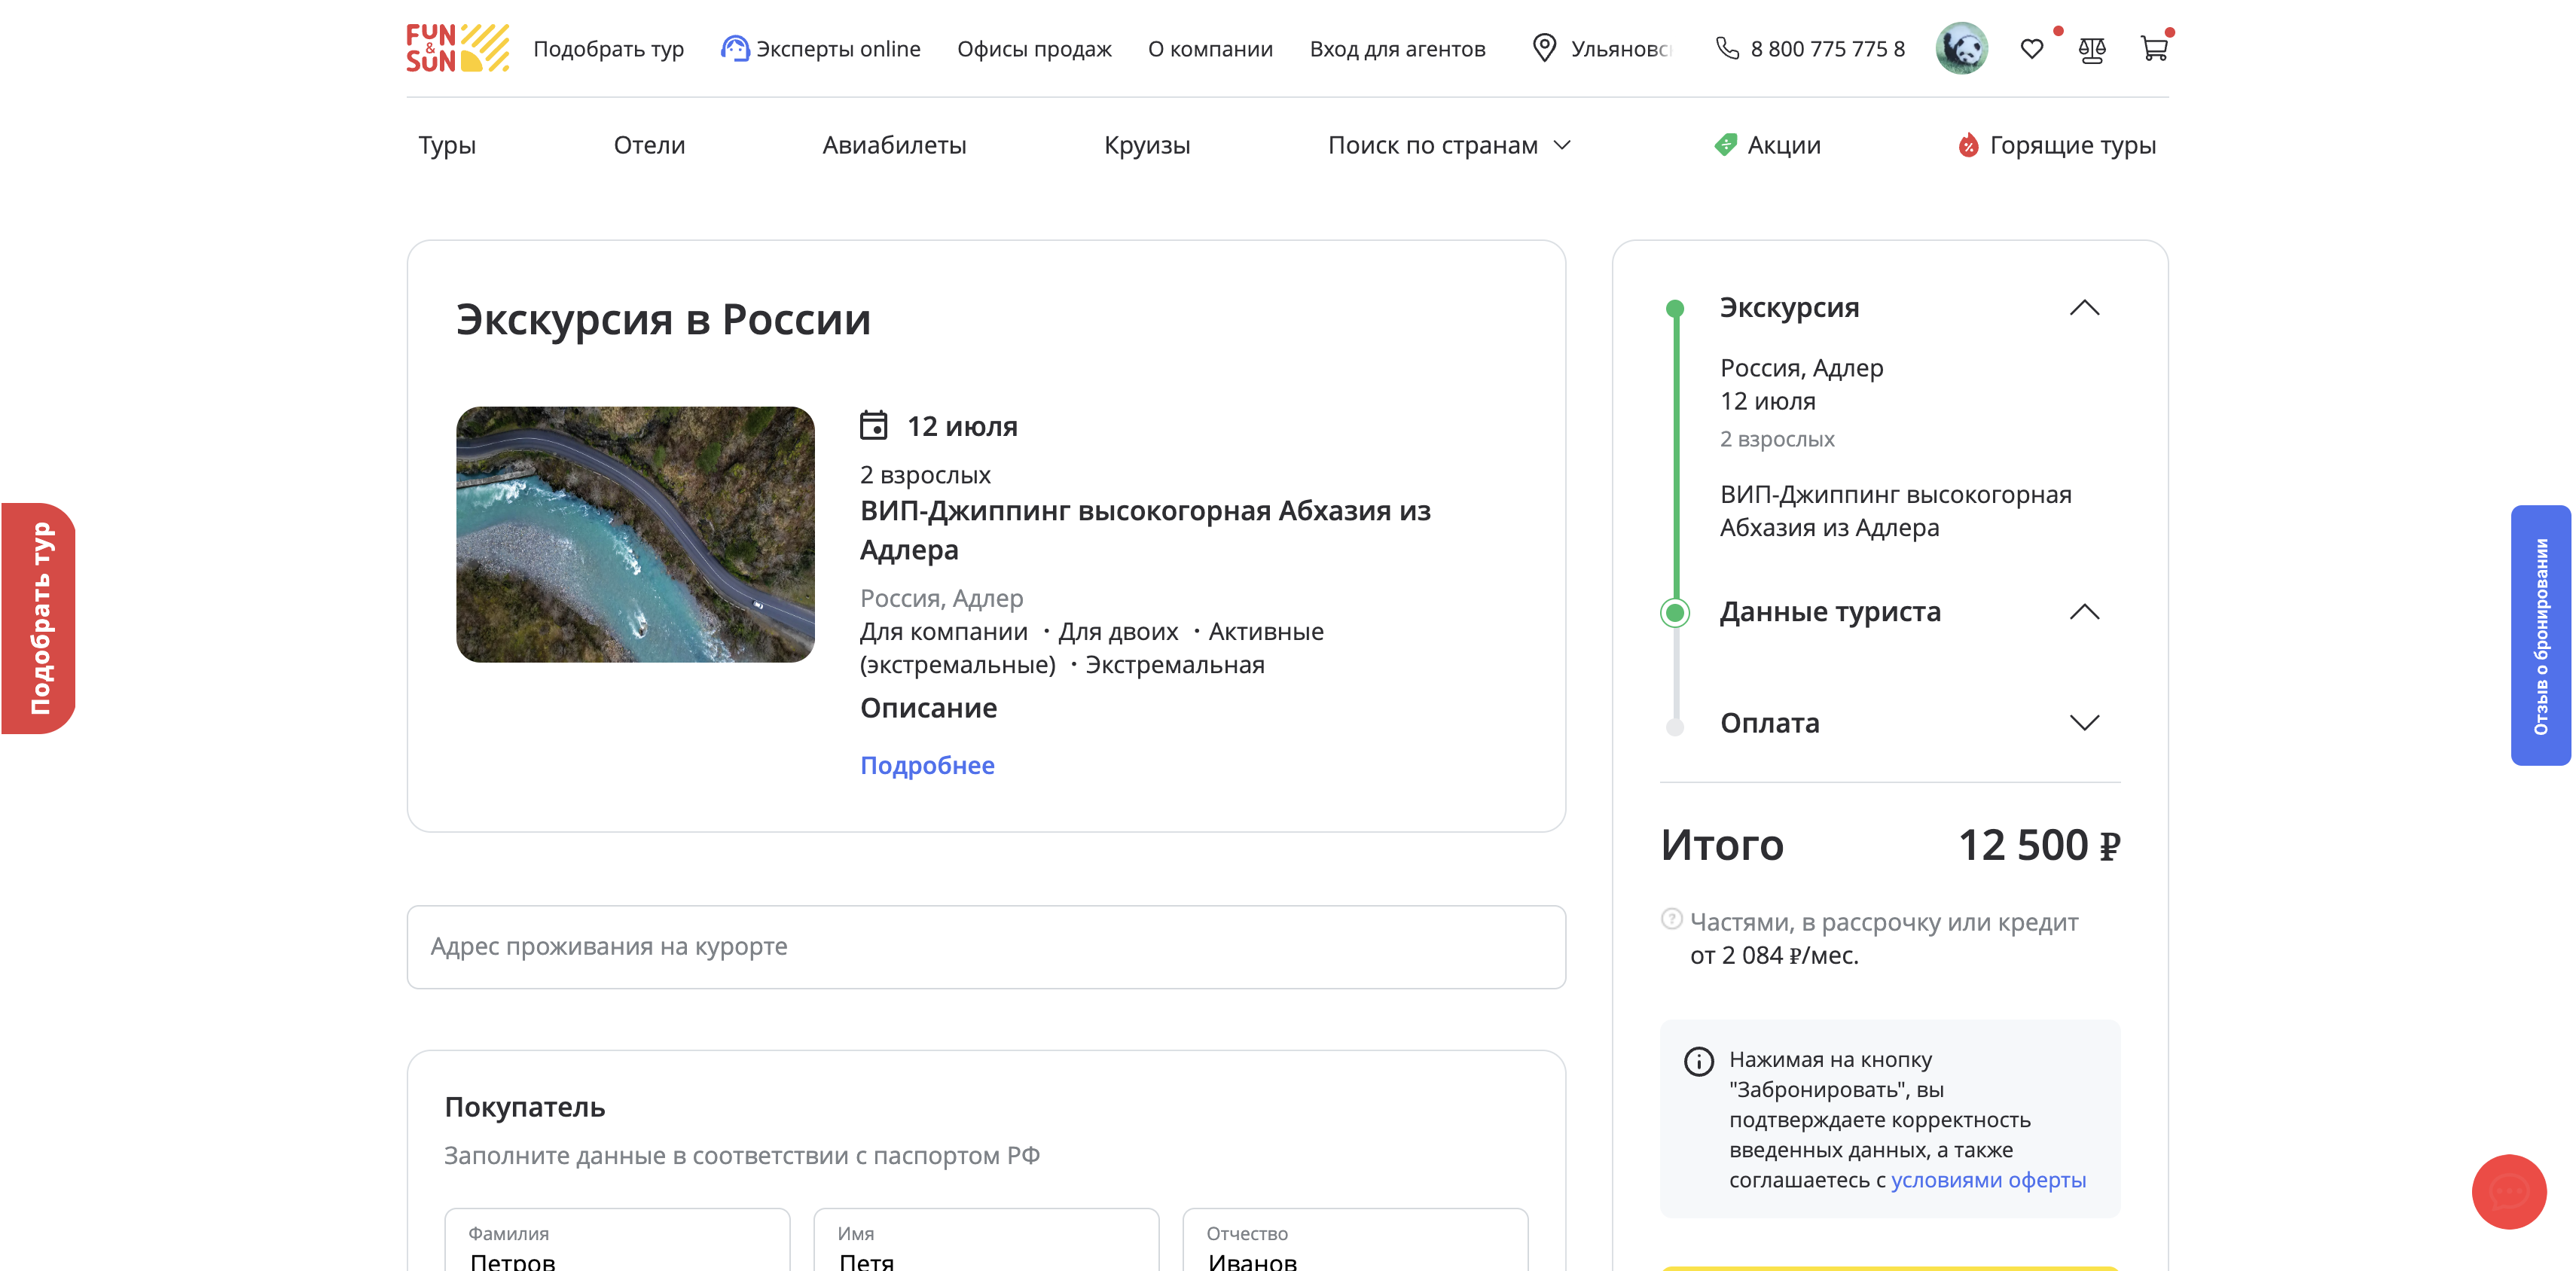 FUN
&
SUN
Подобрать тур
Эксперты online
Офисы продаж
О компании
Вход для агентов
Ульяновс
8 800 775 775 8
Туры
Отели
Авиабилеты
Круизы
Поиск по странам
Акции
Горящие туры
Подобрать тур
Экскурсия в России
12 июля
2 взрослых
ВИП-Джиппинг высокогорная Абхазия из
Адлера
Россия, Адлер
Для компании · Для двоих · Активные
(экстремальные) · Экстремальная
Описание
Подробнее
Адрес проживания на курорте
Покупатель
Заполните данные в соответствии с паспортом РФ
Фамилия
Петров
Имя
Петя
Отчество
Иванов
Экскурсия
Россия, Адлер
12 июля
2 взрослых
ВИП-Джиппинг высокогорная
Абхазия из Адлера
Данные туриста
Оплата
Итого 12 500 ₽
Частями, в рассрочку или кредит
от 2 084 ₽/мес.
Нажимая на кнопку
"Забронировать", вы
подтверждаете корректность
введенных данных, а также
соглашаетесь с условиями оферты
Отзыв о бронировании